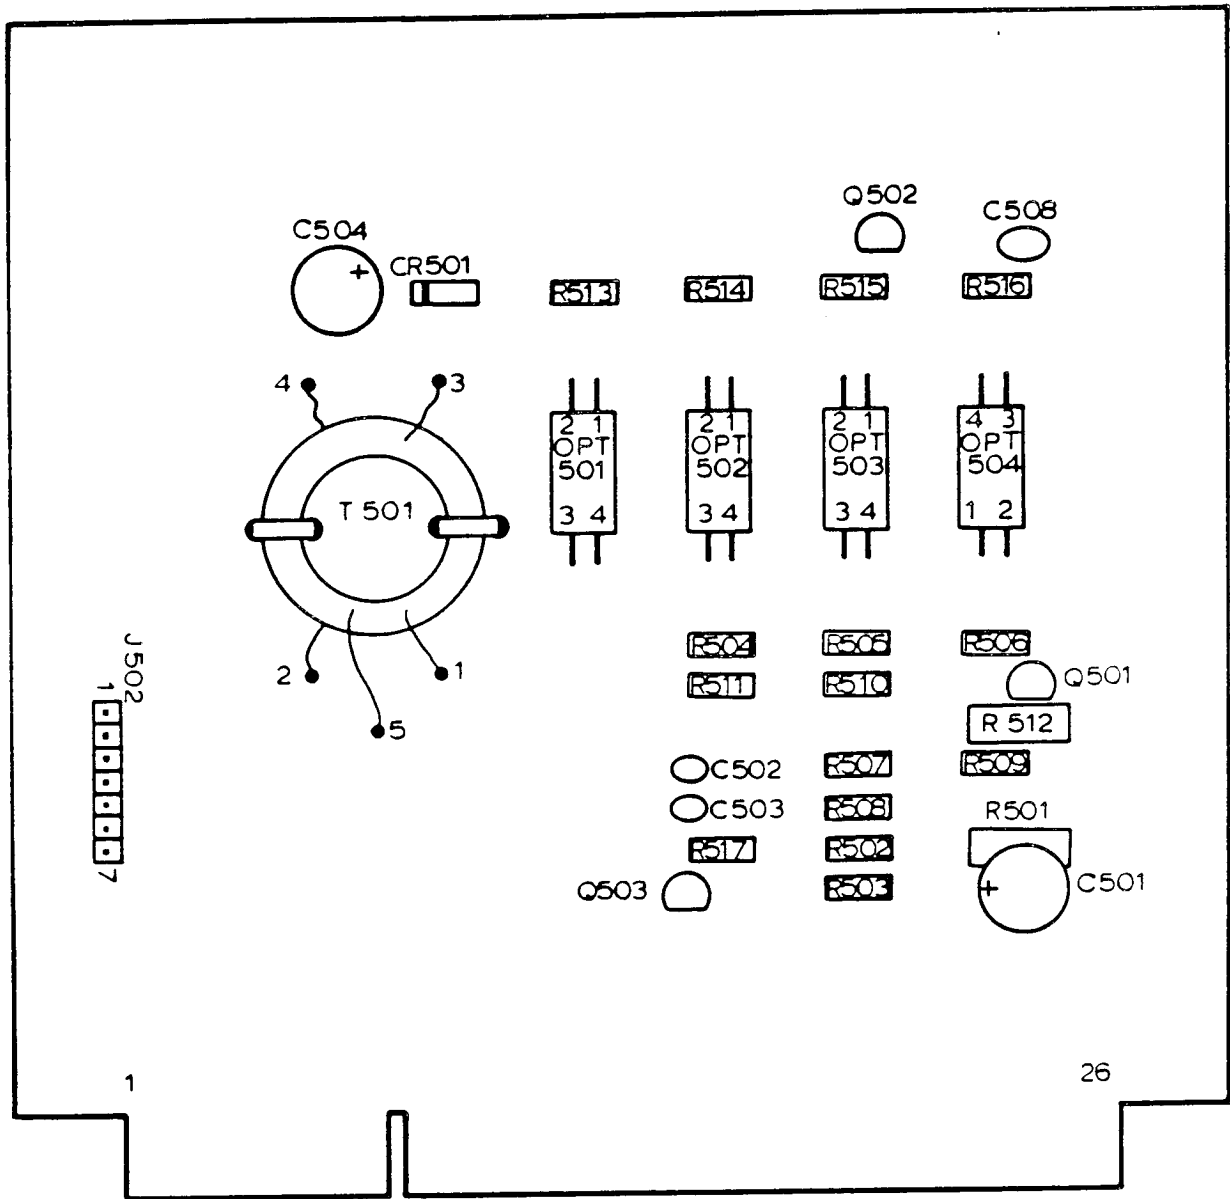 Q502
C508
C504
CR501
+
R513
R514
R515
R516
4
3
2 1
OPT
501
3 4
2 1
OPT
502
3 4
2 1
OPT
503
3 4
4 3
OPT
504
1 2
T 501
2
1
5
J502
1
7
R504
R505
R506
R511
R510
Q501
R 512
C502
R507
R509
C503
R508
R501
R517
R502
Q503
R503
+
C501
1
26